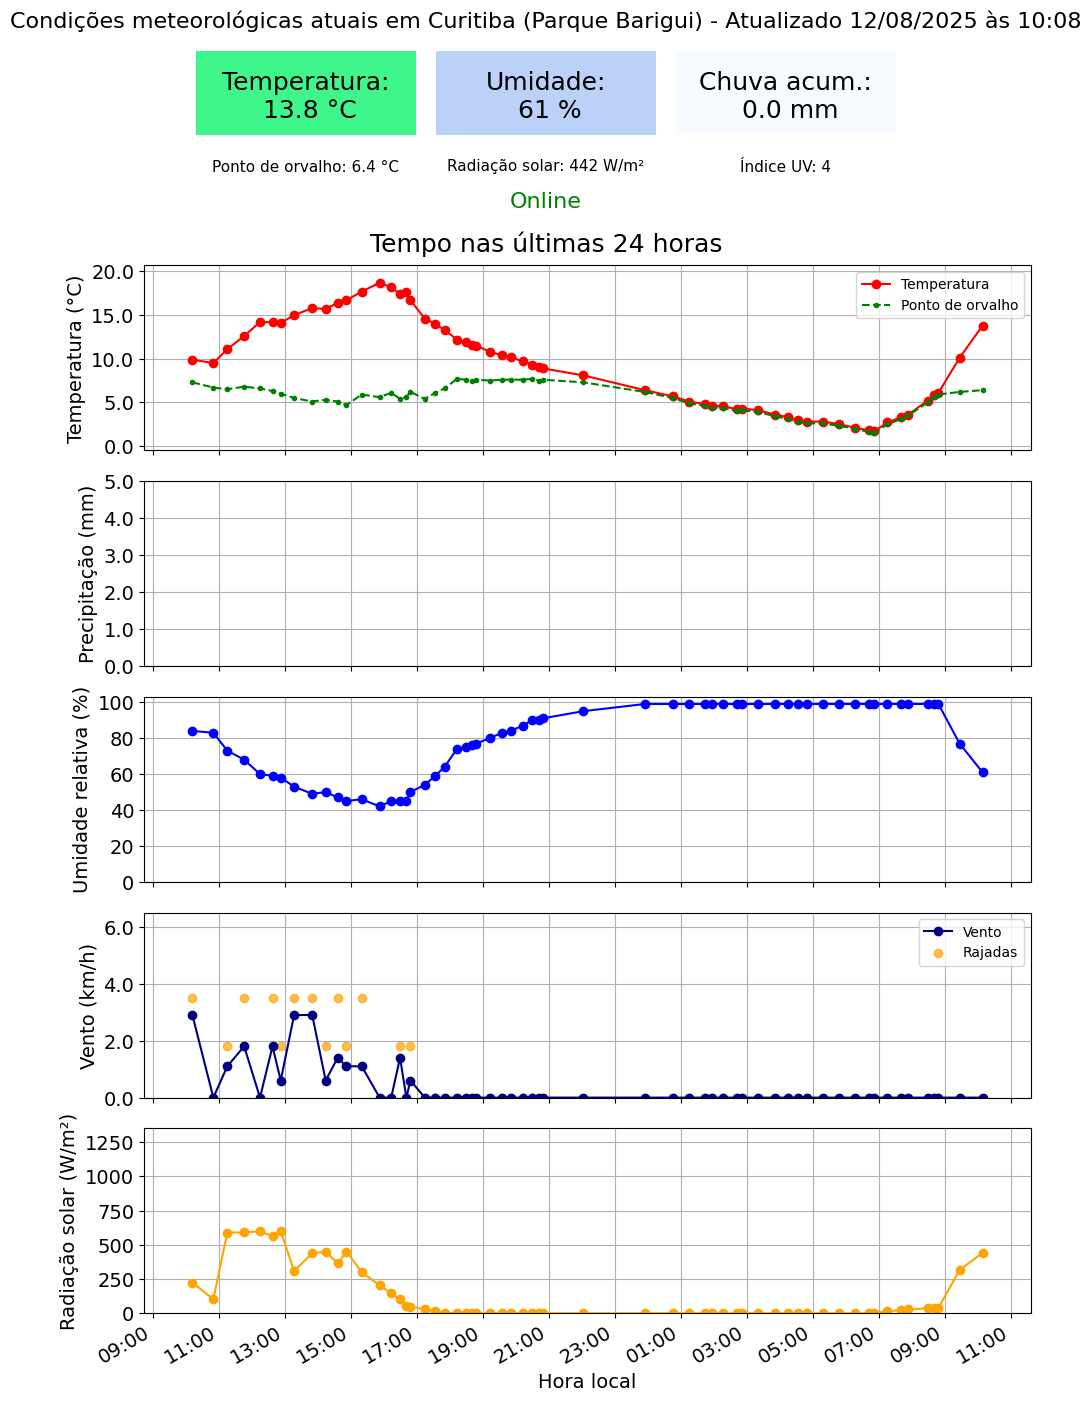 Condições meteorológicas atuais em Curitiba (Parque Barigui) - Atualizado 12/08/2025 às 10:08
Temperatura:
13.8 °C
Umidade:
61 %
Chuva acum.:
0.0 mm
Ponto de orvalho: 6.4 °C
Radiação solar: 442 W/m²
Índice UV: 4
Online
Tempo nas últimas 24 horas
Temperatura (°C)
20.0
15.0
10.0
5.0
0.0
Temperatura
Ponto de orvalho
Precipitação (mm)
5.0
4.0
3.0
2.0
1.0
0.0
Umidade relativa (%)
100
80
60
40
20
0
Vento (km/h)
6.0
4.0
2.0
0.0
Vento
Rajadas
Radiação solar (W/m²)
1250
1000
750
500
250
0
09:00
11:00
13:00
15:00
17:00
19:00
21:00
23:00
01:00
03:00
05:00
07:00
09:00
11:00
Hora local